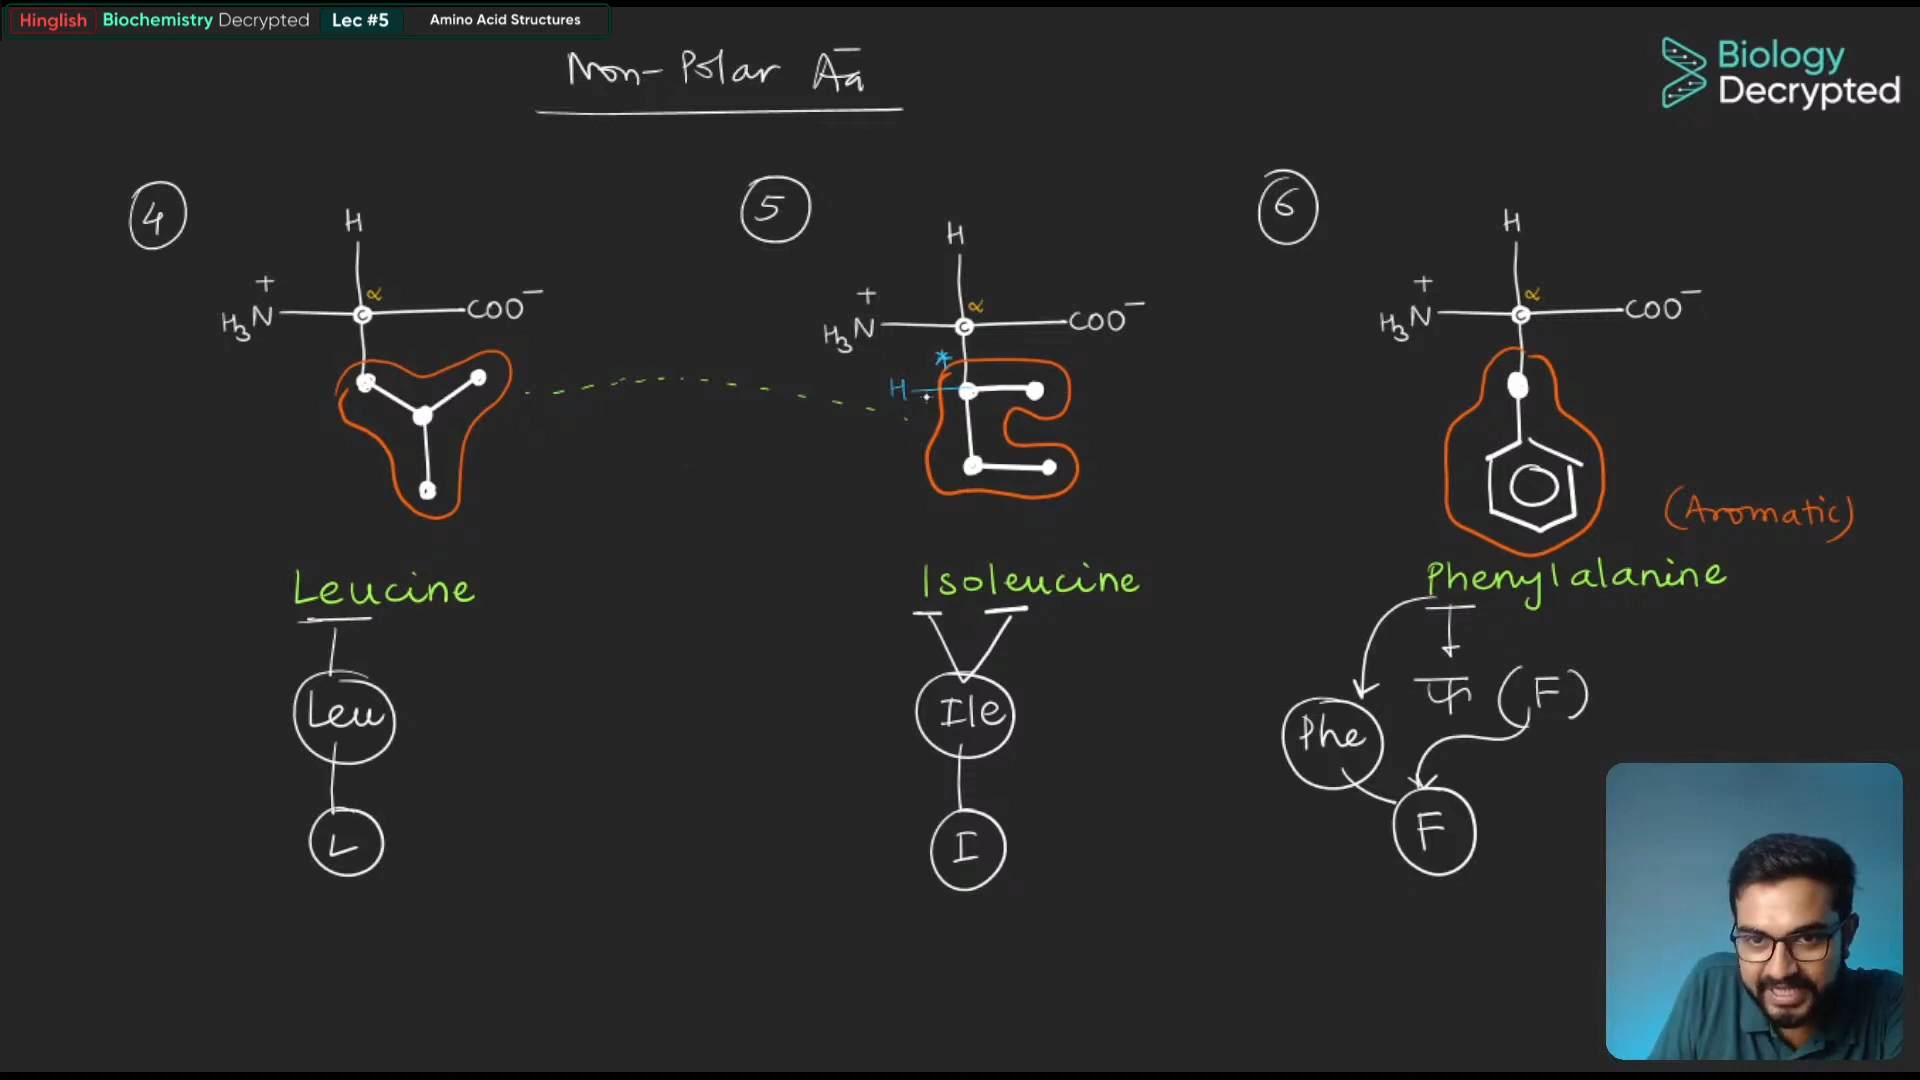 Hinglish Biochemistry Decrypted Lec #5 Amino Acid Structures
Biology
Decrypted
Non-Polar Aa
4
H
+
H3N
C
α
COO−
Leucine
Leu
L
5
H
+
H3N
C
α
COO−
*
H
Isoleucine
Ile
I
6
H
+
H3N
C
α
COO−
(Aromatic)
Phenylalanine
फ (F)
Phe
F